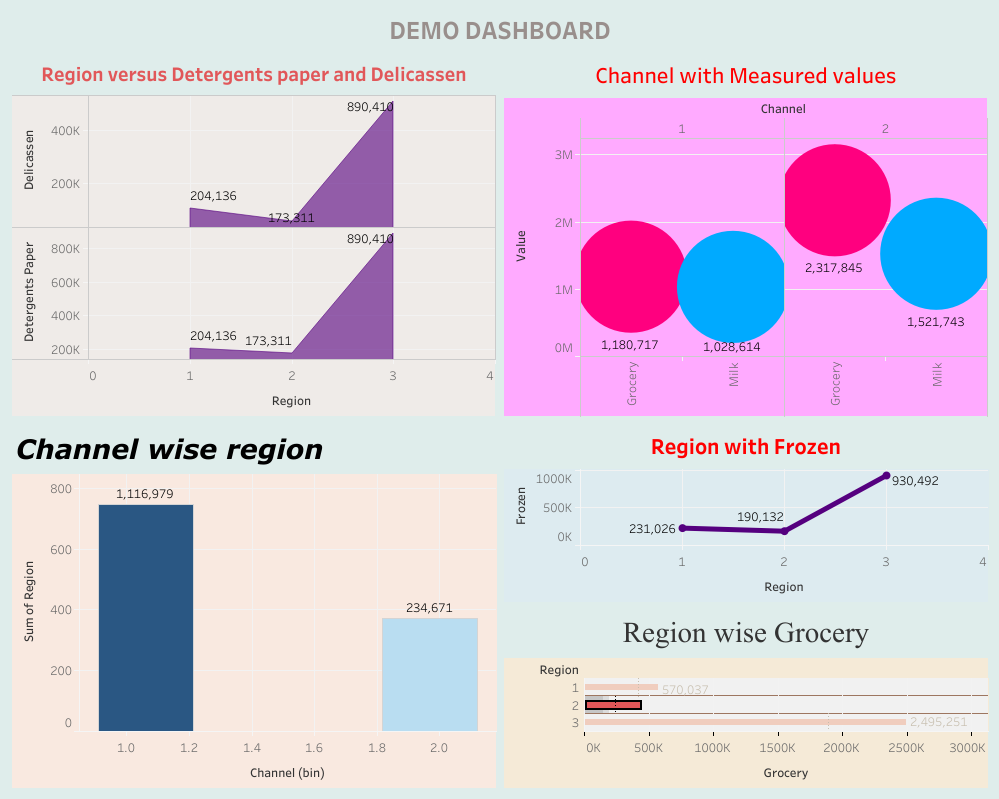 DEMO DASHBOARD
Region versus Detergents paper and Delicassen
Delicassen
400K
200K
890,410
204,136
173,311
Detergents Paper
800K
600K
400K
200K
890,410
204,136
173,311
0 1 2 3 4
Region
Channel with Measured values
Channel
1 2
Value
3M
2M
1M
0M
2,317,845
1,521,743
1,180,717
1,028,614
Grocery Milk Grocery Milk
Channel wise region
Sum of Region
800
600
400
200
0
1,116,979
234,671
1.0 1.2 1.4 1.6 1.8 2.0
Channel (bin)
Region with Frozen
Frozen
1000K
500K
0K
231,026
190,132
930,492
0 1 2 3 4
Region
Region wise Grocery
Region
1 570,037
2
3 2,495,251
0K 500K 1000K 1500K 2000K 2500K 3000K
Grocery